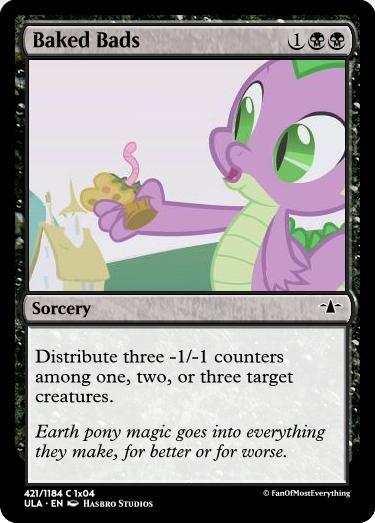 Baked Bads 1
Sorcery
Distribute three -1/-1 counters
among one, two, or three target
creatures.
Earth pony magic goes into everything
they make, for better or for worse.
421/1184 C 1x04
ULA • EN Hasbro Studios © FanOfMostEverything